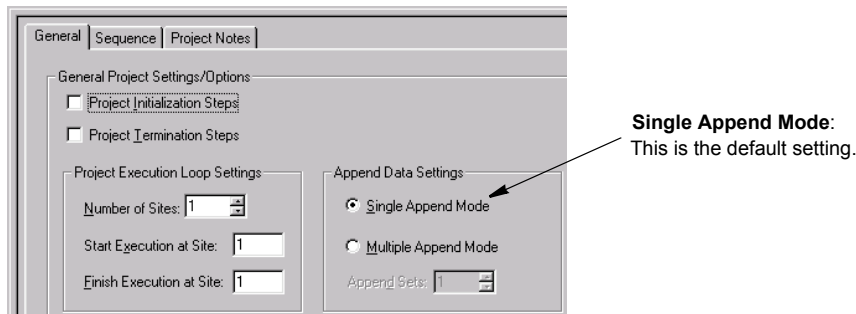 General Sequence Project Notes
General Project Settings/Options
Project Initialization Steps
Project Termination Steps
Project Execution Loop Settings
Number of Sites: 1
Start Execution at Site: 1
Finish Execution at Site: 1
Append Data Settings
Single Append Mode
Multiple Append Mode
Append Sets: 1
Single Append Mode:
This is the default setting.